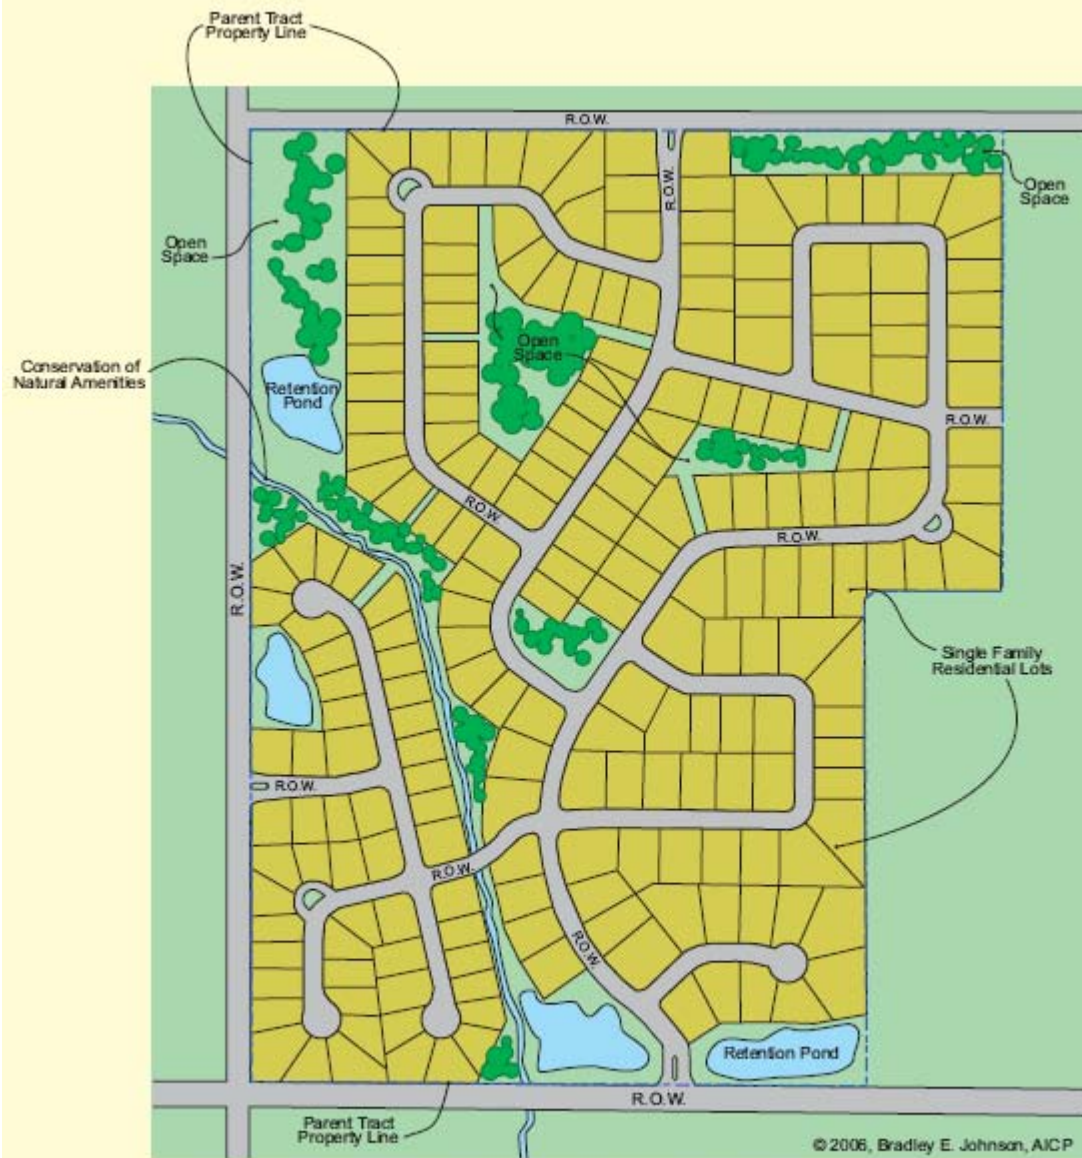 Parent Tract
Property Line
R.O.W.
R.O.W.
Open
Space
Open
Space
Open
Space
Conservation of
Natural Amenities
Retention
Pond
R.O.W.
R.O.W.
R.O.W.
R.O.W.
Single Family
Residential Lots
R.O.W.
R.O.W.
R.O.W.
Retention Pond
R.O.W.
Parent Tract
Property Line
© 2006, Bradley E. Johnson, AICP